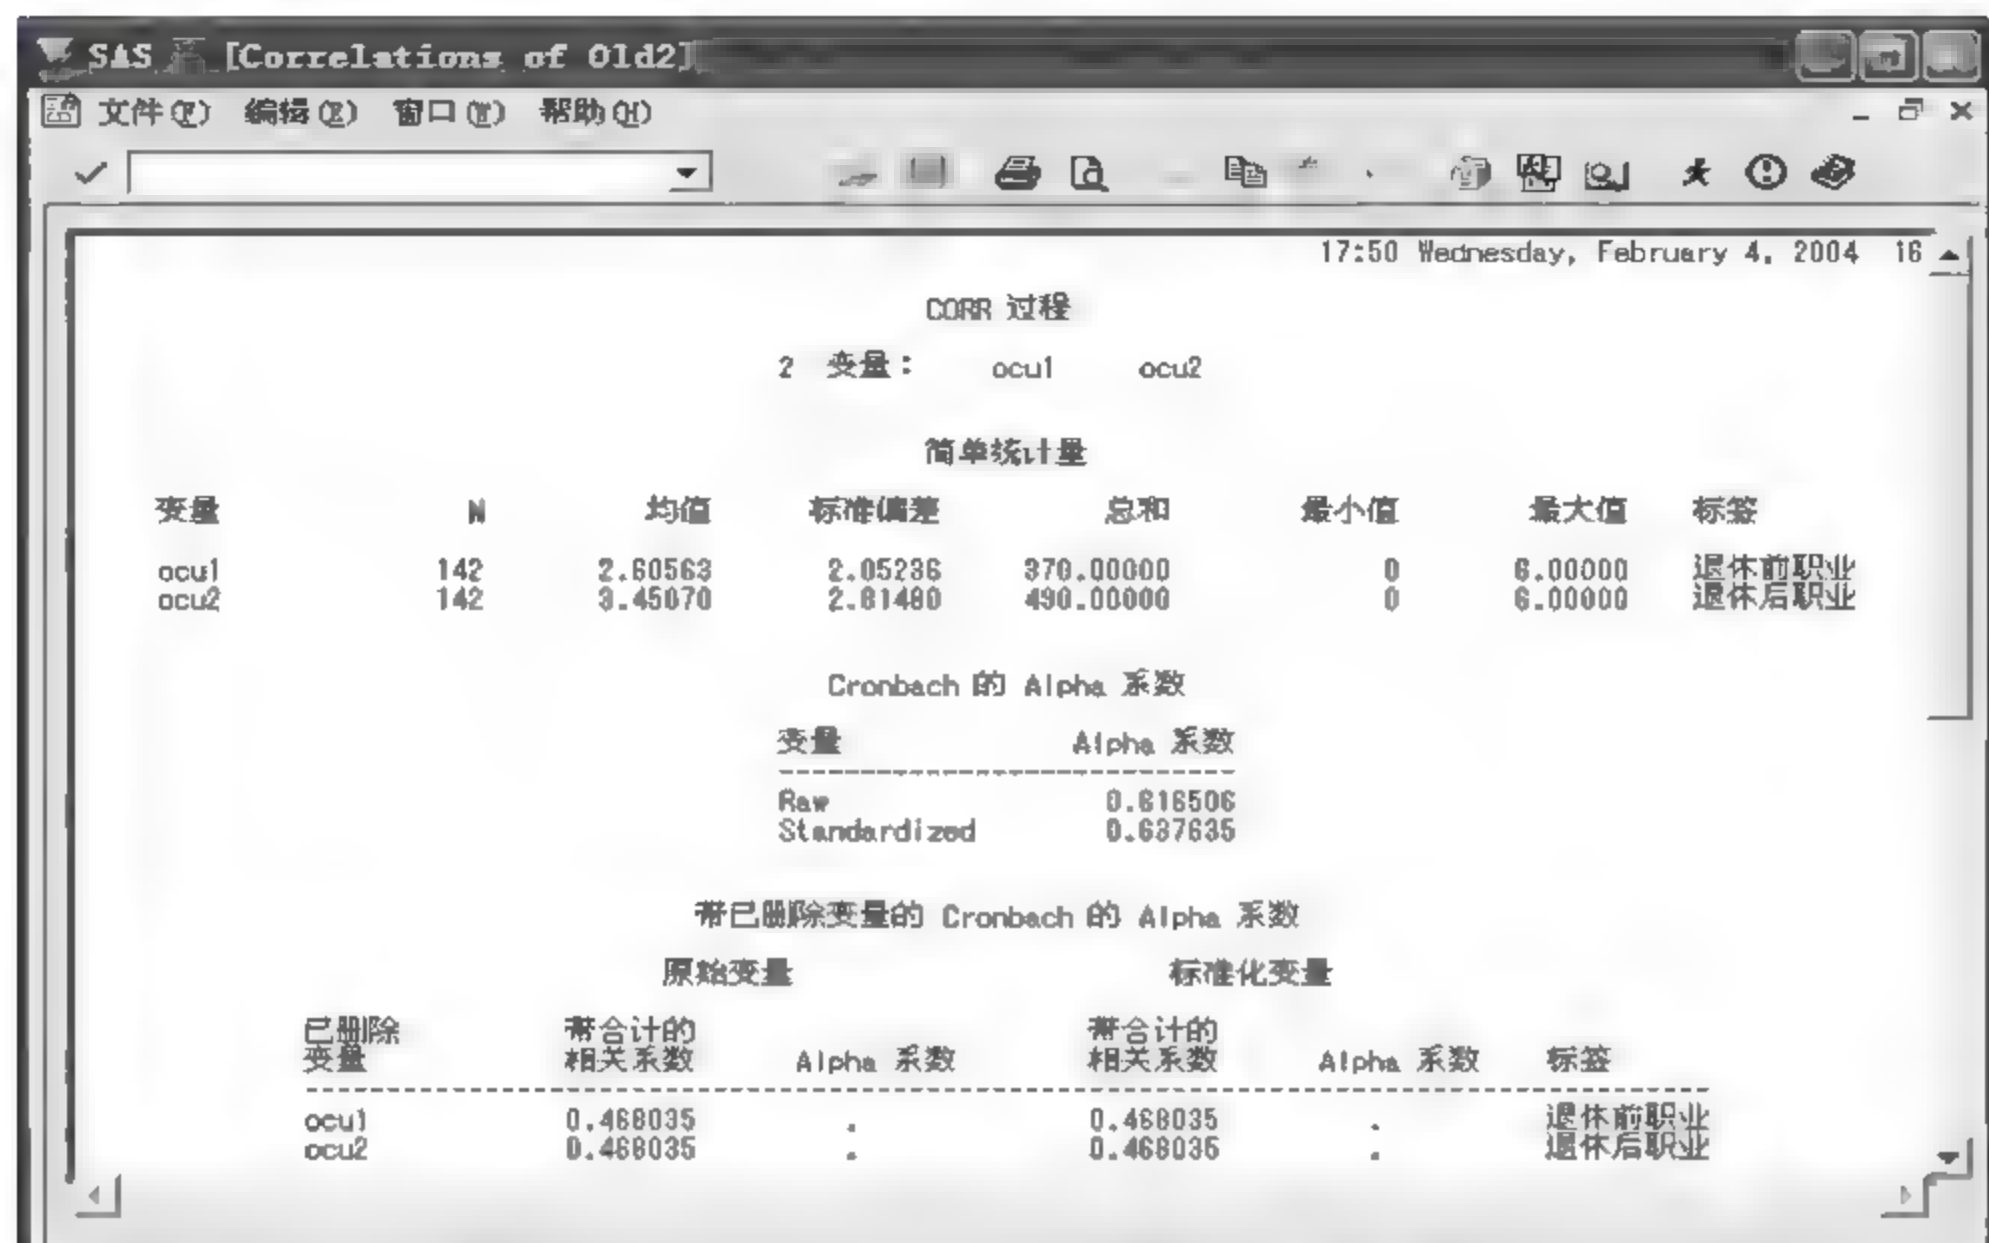 SAS - [Correlations of Old2]
文件(F) 编辑(E) 窗口(W) 帮助(H)
17:50 Wednesday, February 4, 2004 16
CORR 过程
2 变量： ocu1 ocu2
简单统计量
变量 N 均值 标准偏差 总和 最小值 最大值 标签
ocu1 142 2.60563 2.05236 370.00000 0 6.00000 退休前职业
ocu2 142 3.45070 2.81480 490.00000 0 6.00000 退休后职业
Cronbach 的 Alpha 系数
变量 Alpha 系数
Raw 0.616506
Standardized 0.637635
带已删除变量的 Cronbach 的 Alpha 系数
原始变量 标准化变量
已删除 带合计的 带合计的
变量 相关系数 Alpha 系数 相关系数 Alpha 系数 标签
ocu1 0.468035 . 0.468035 . 退休前职业
ocu2 0.468035 . 0.468035 . 退休后职业